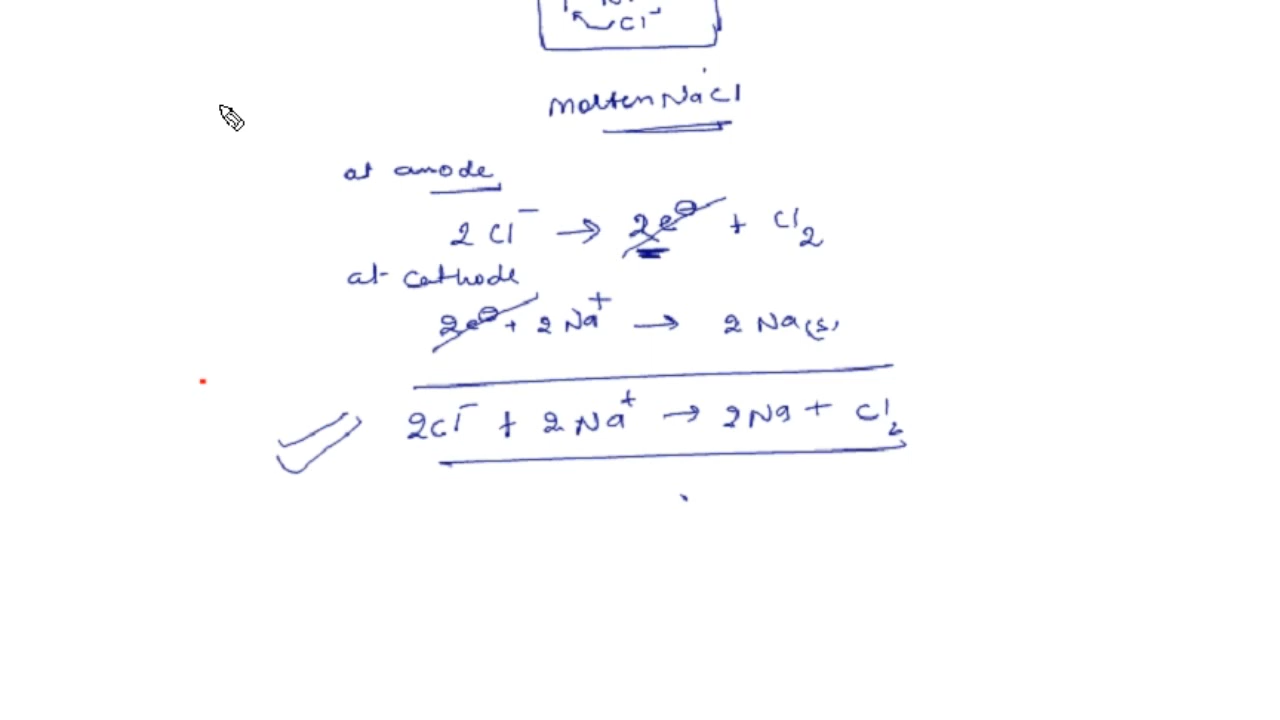 Cl⁻
Molten NaCl
at anode
2 Cl⁻ → 2e⊖ + Cl₂
at cathode
2e⊖ + 2 Na⁺ → 2 Na(s)
2Cl⁻ + 2Na⁺ → 2Na + Cl₂